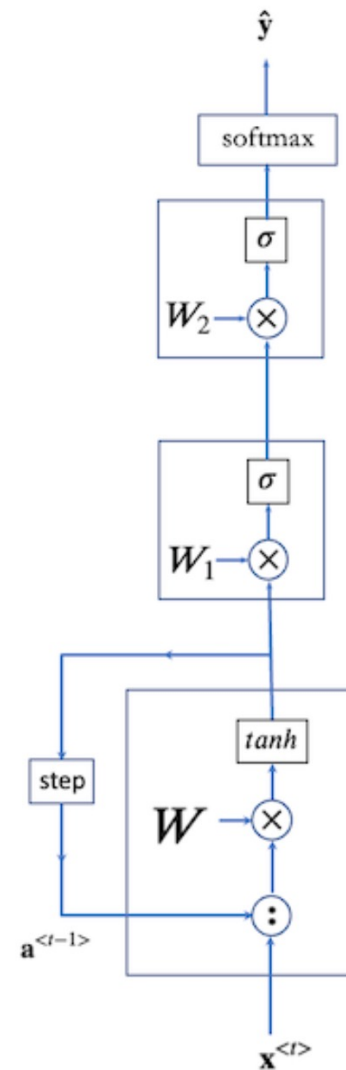 ŷ
softmax
σ
W₂ ×
σ
W₁ ×
tanh
step
W ×
:
a^{<t−1>}
x^{<t>}